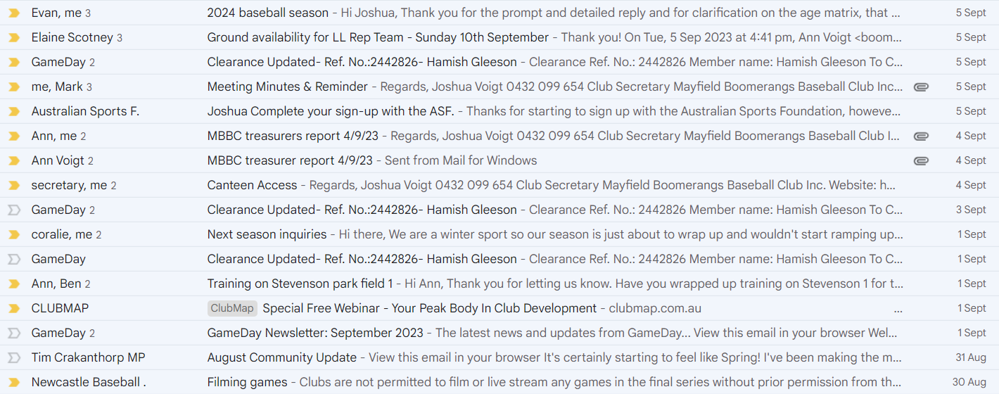 Evan, me 3 2024 baseball season - Hi Joshua, Thank you for the prompt and detailed reply and for clarification on the age matrix, that ... 5 Sept
Elaine Scotney 3 Ground availability for LL Rep Team - Sunday 10th September - Thank you! On Tue, 5 Sep 2023 at 4:41 pm, Ann Voigt <boom... 5 Sept
GameDay 2 Clearance Updated- Ref. No.:2442826- Hamish Gleeson - Clearance Ref. No.: 2442826 Member name: Hamish Gleeson To C... 5 Sept
me, Mark 3 Meeting Minutes & Reminder - Regards, Joshua Voigt 0432 099 654 Club Secretary Mayfield Boomerangs Baseball Club Inc... 5 Sept
Australian Sports F. Joshua Complete your sign-up with the ASF. - Thanks for starting to sign up with the Australian Sports Foundation, howeve... 5 Sept
Ann, me 2 MBBC treasurers report 4/9/23 - Regards, Joshua Voigt 0432 099 654 Club Secretary Mayfield Boomerangs Baseball Club I... 4 Sept
Ann Voigt 2 MBBC treasurer report 4/9/23 - Sent from Mail for Windows 4 Sept
secretary, me 2 Canteen Access - Regards, Joshua Voigt 0432 099 654 Club Secretary Mayfield Boomerangs Baseball Club Inc. Website: h... 4 Sept
GameDay 2 Clearance Updated- Ref. No.:2442826- Hamish Gleeson - Clearance Ref. No.: 2442826 Member name: Hamish Gleeson To C... 3 Sept
coralie, me 2 Next season inquiries - Hi there, We are a winter sport so our season is just about to wrap up and wouldn't start ramping up... 1 Sept
GameDay Clearance Updated- Ref. No.:2442826- Hamish Gleeson - Clearance Ref. No.: 2442826 Member name: Hamish Gleeson To C... 1 Sept
Ann, Ben 2 Training on Stevenson park field 1 - Hi Ann, Thank you for letting us know. Have you wrapped up training on Stevenson 1 for t... 1 Sept
CLUBMAP ClubMap Special Free Webinar - Your Peak Body In Club Development - clubmap.com.au ... 1 Sept
GameDay 2 GameDay Newsletter: September 2023 - The latest news and updates from GameDay... View this email in your browser Wel... 1 Sept
Tim Crakanthorp MP August Community Update - View this email in your browser It's certainly starting to feel like Spring! I've been making the m... 31 Aug
Newcastle Baseball . Filming games - Clubs are not permitted to film or live stream any games in the final series without prior permission from th... 30 Aug